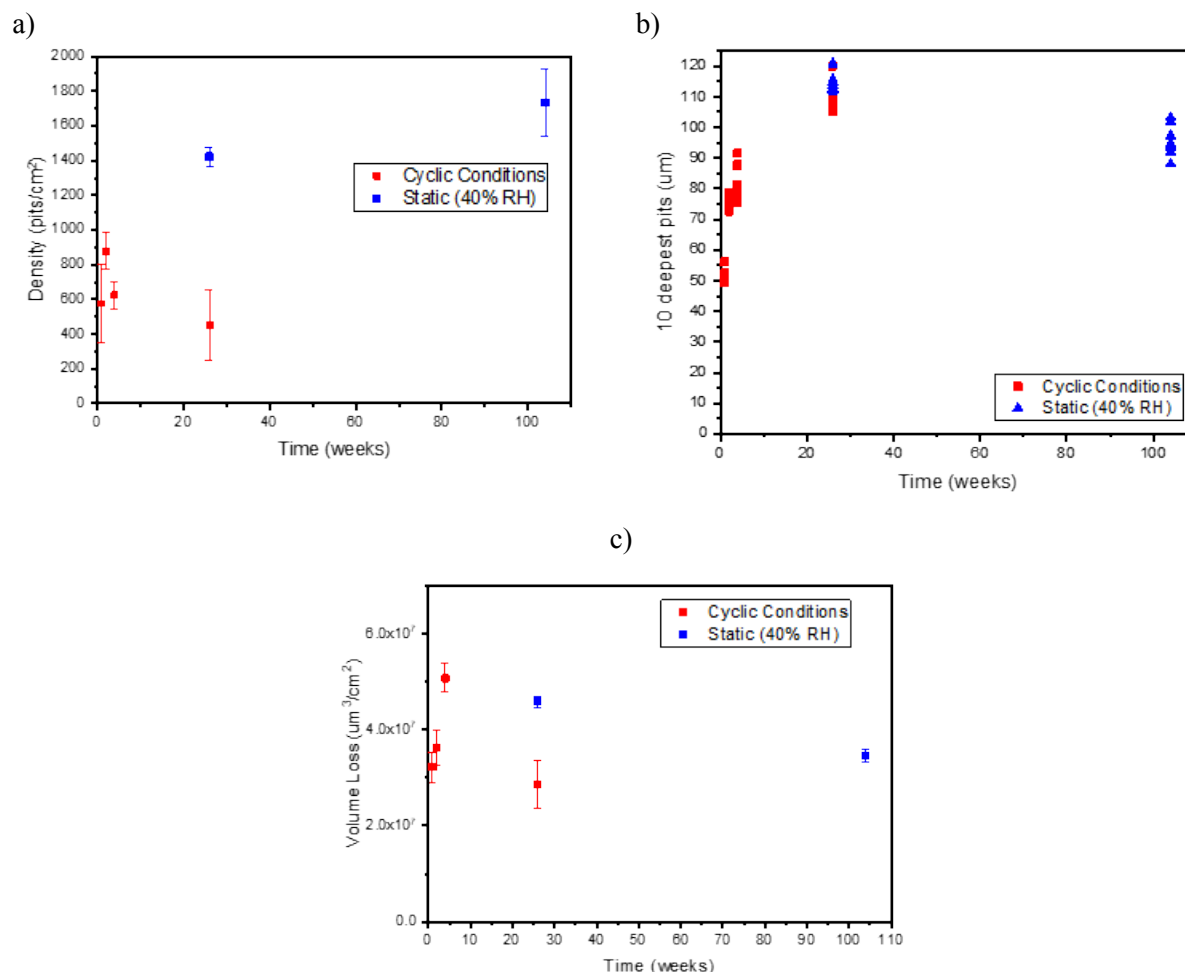 a)
2000
1800
1600
1400
1200
1000
800
600
400
200
0
Density (pits/cm²)
Cyclic Conditions
Static (40% RH)
0 20 40 60 80 100
Time (weeks)
b)
120
110
100
90
80
70
60
50
40
30
20
10
0
10 deepest pits (um)
Cyclic Conditions
Static (40% RH)
0 20 40 60 80 100
Time (weeks)
c)
6.0x10⁷
4.0x10⁷
2.0x10⁷
0.0
Volume Loss (um³/cm²)
Cyclic Conditions
Static (40% RH)
0 10 20 30 40 50 60 70 80 90 100 110
Time (weeks)